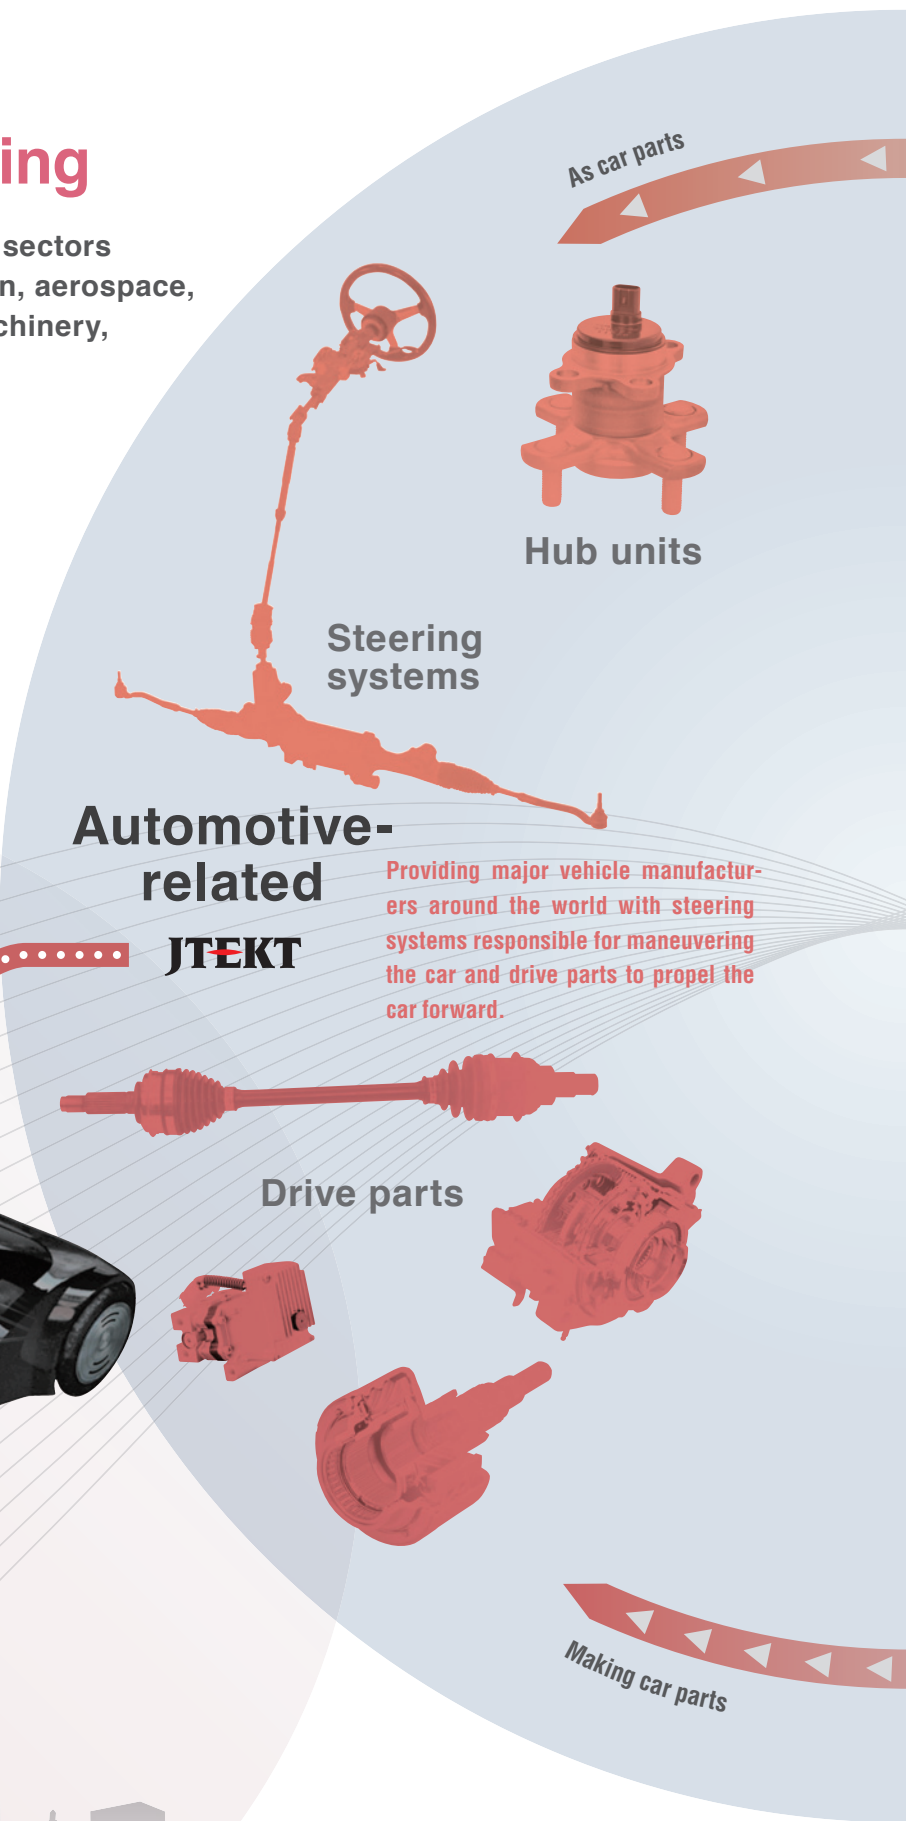 ing
sectors
n, aerospace,
chinery,
As car parts
Hub units
Steering
systems
Automotive-
related
JTEKT
Providing major vehicle manufactur-
ers around the world with steering
systems responsible for maneuvering
the car and drive parts to propel the
car forward.
Drive parts
Making car parts